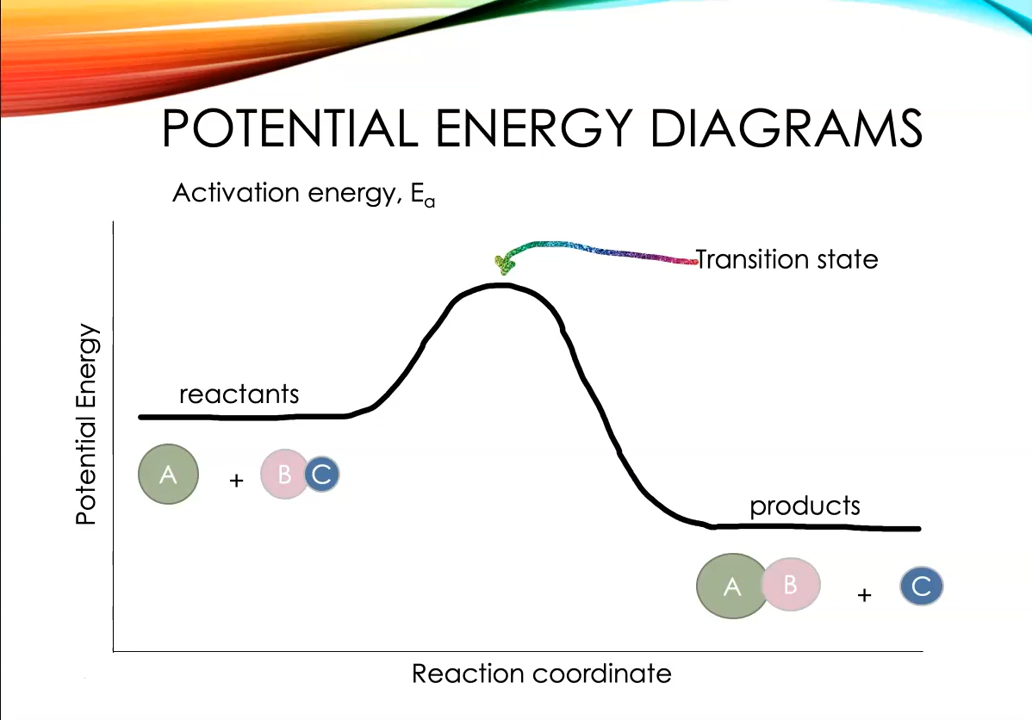 POTENTIAL ENERGY DIAGRAMS
Activation energy, Eₐ
Transition state
Potential Energy
reactants
A + B C
products
A B + C
Reaction coordinate